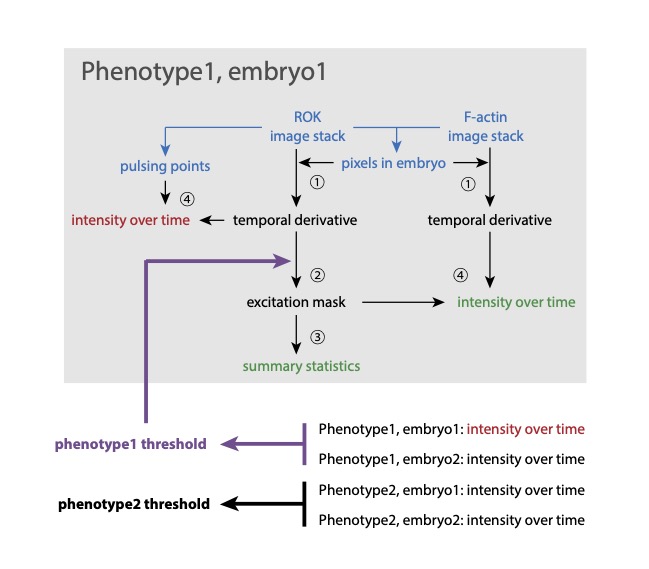 Phenotype1, embryo1
ROK
image stack
F-actin
image stack
pulsing points
pixels in embryo
①
①
④
intensity over time
temporal derivative
temporal derivative
②
④
excitation mask
intensity over time
③
summary statistics
phenotype1 threshold
Phenotype1, embryo1: intensity over time
Phenotype1, embryo2: intensity over time
phenotype2 threshold
Phenotype2, embryo1: intensity over time
Phenotype2, embryo2: intensity over time